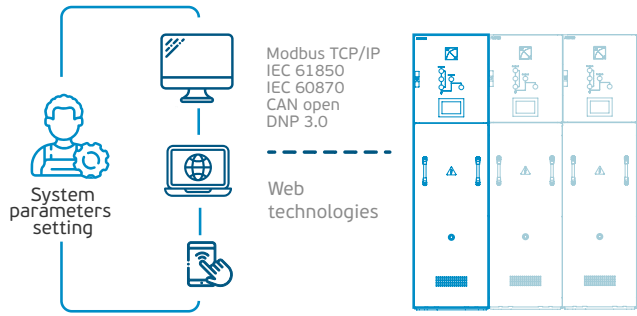 Modbus TCP/IP
IEC 61850
IEC 60870
CAN open
DNP 3.0
System
parameters
setting
Web
technologies